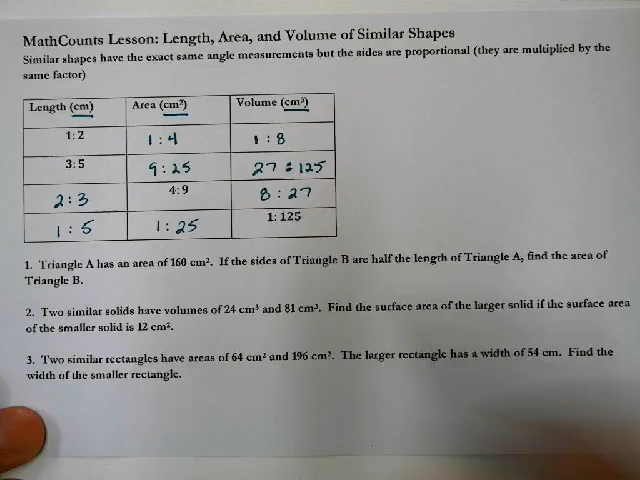 MathCounts Lesson: Length, Area, and Volume of Similar Shapes
Similar shapes have the exact same angle measurements but the sides are proportional (they are multiplied by the
same factor)
Length (cm) Area (cm²) Volume (cm³)
1:2 1:4 1:8
3:5 9:25 27:125
2:3 4:9 8:27
1:5 1:25 1:125
1. Triangle A has an area of 160 cm². If the sides of Triangle B are half the length of Triangle A, find the area of
Triangle B.
2. Two similar solids have volumes of 24 cm³ and 81 cm³. Find the surface area of the larger solid if the surface area
of the smaller solid is 12 cm².
3. Two similar rectangles have areas of 64 cm² and 196 cm². The larger rectangle has a width of 54 cm. Find the
width of the smaller rectangle.